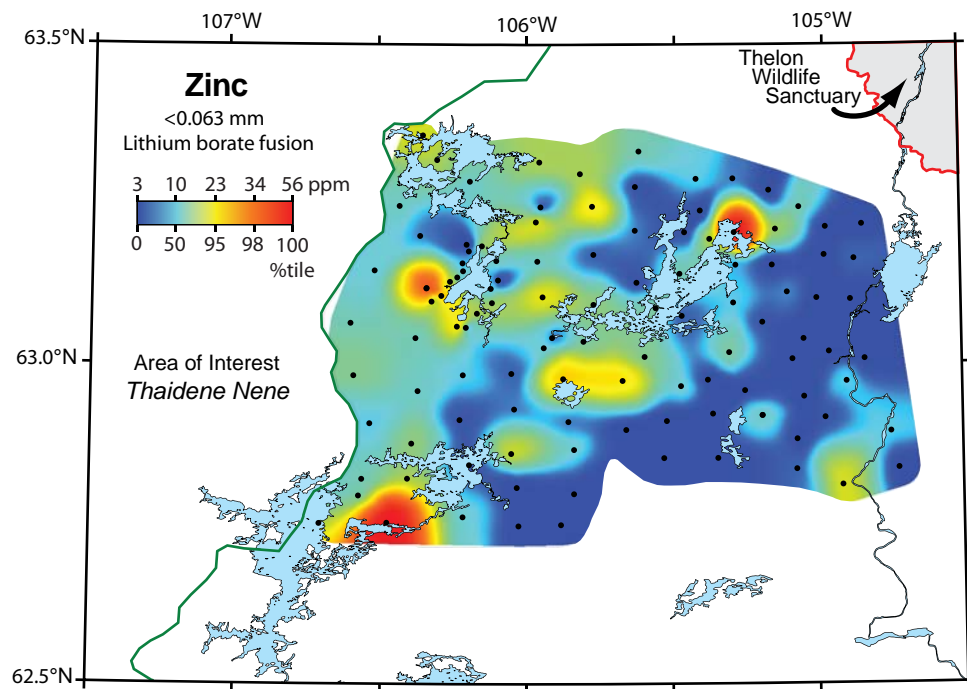 107°W
106°W
105°W
63.5°N
Zinc
<0.063 mm
Lithium borate fusion
3 10 23 34 56 ppm
0 50 95 98 100
%tile
Thelon
Wildlife
Sanctuary
63.0°N
Area of Interest
Thaidene Nene
62.5°N